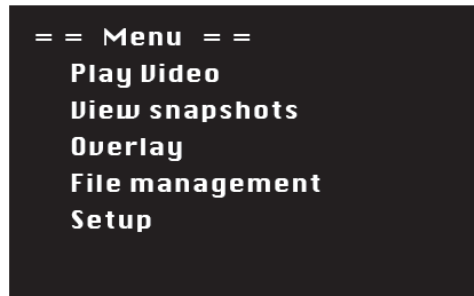 = = Menu = =
Play Video
View snapshots
Overlay
File management
Setup